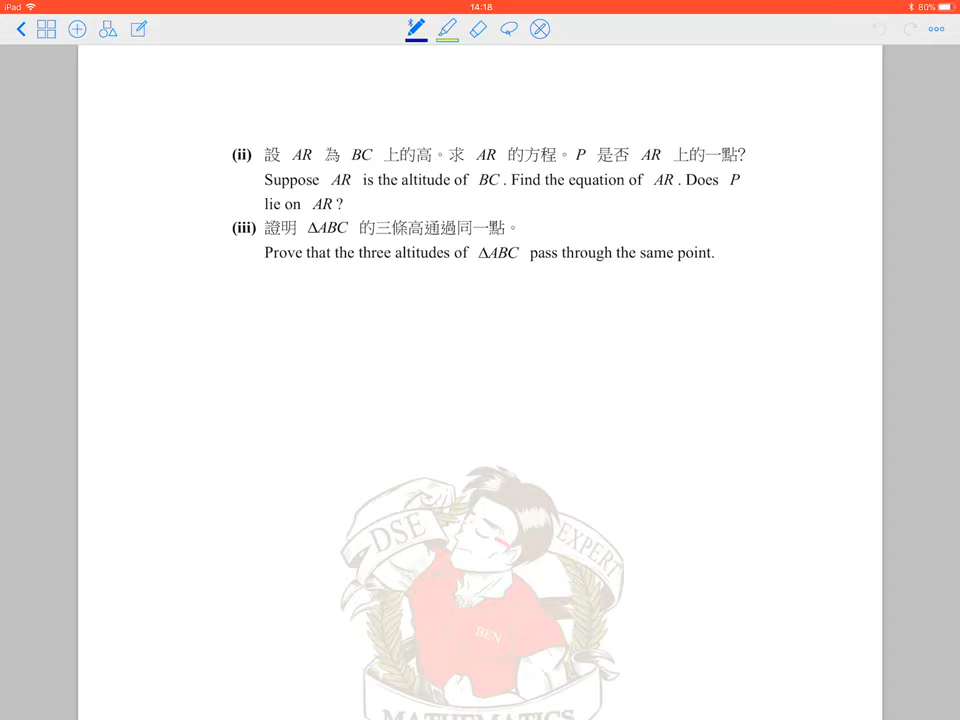 iPad 14:18 80%
(ii) 設 AR 為 BC 上的高。求 AR 的方程。P 是否 AR 上的一點?
Suppose AR is the altitude of BC . Find the equation of AR . Does P
lie on AR ?
(iii) 證明 ΔABC 的三條高通過同一點。
Prove that the three altitudes of ΔABC pass through the same point.
DSE EXPERT
BEN
MATHEMATICS